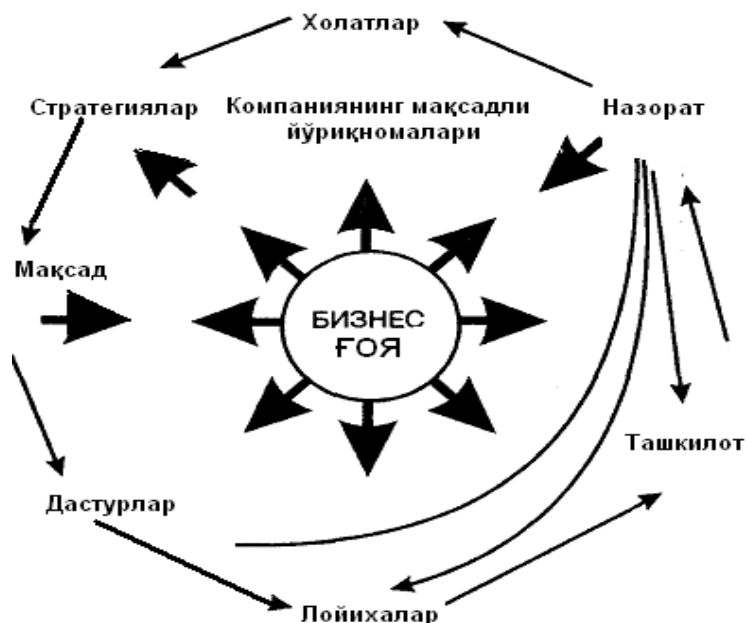 Холатлар
Стратегиялар
Компаниянинг мақсадли
йўриқномалари
Назорат
Мақсад
БИЗНЕС
ҒОЯ
Ташкилот
Дастурлар
Лойихалар